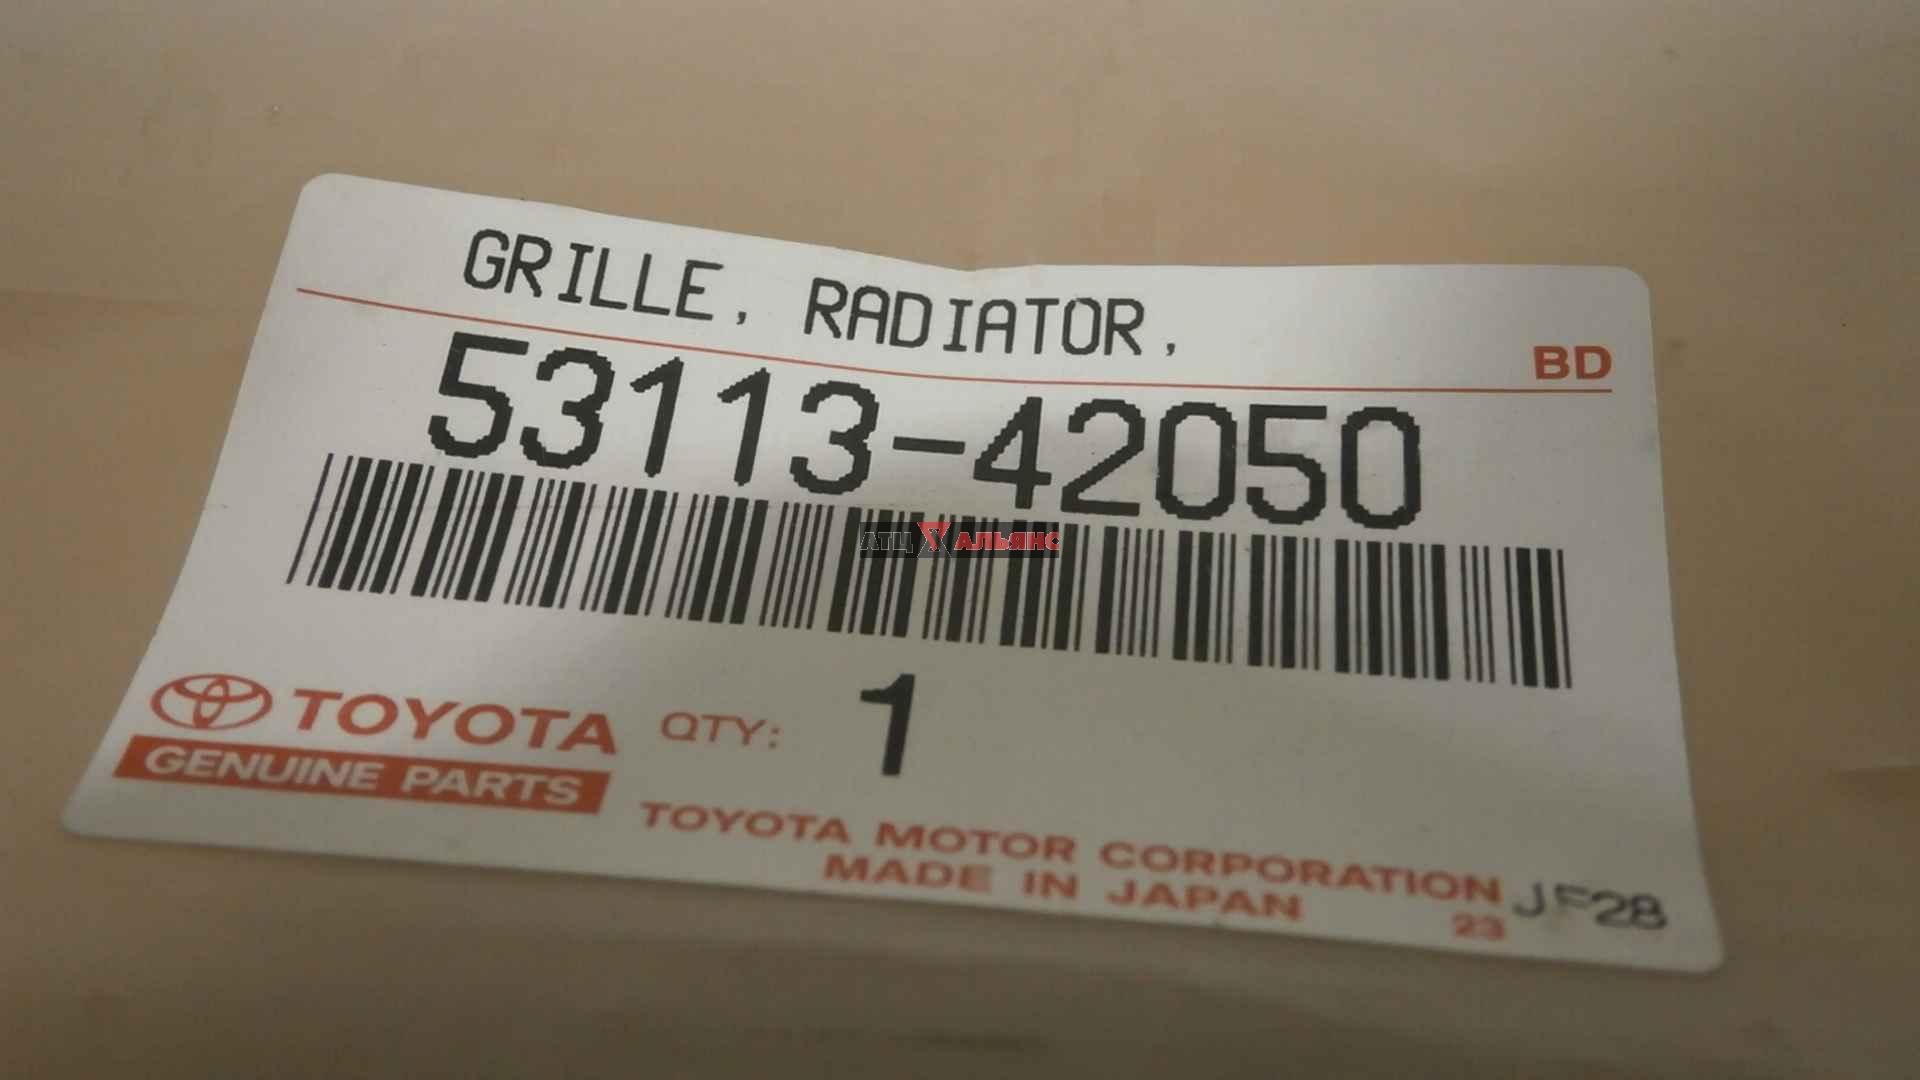 GRILLE, RADIATOR,
BD
53113-42050
АТЦ АЛЬЯНС
TOYOTA QTY: 1
GENUINE PARTS
TOYOTA MOTOR CORPORATION
MADE IN JAPAN
23 JF28